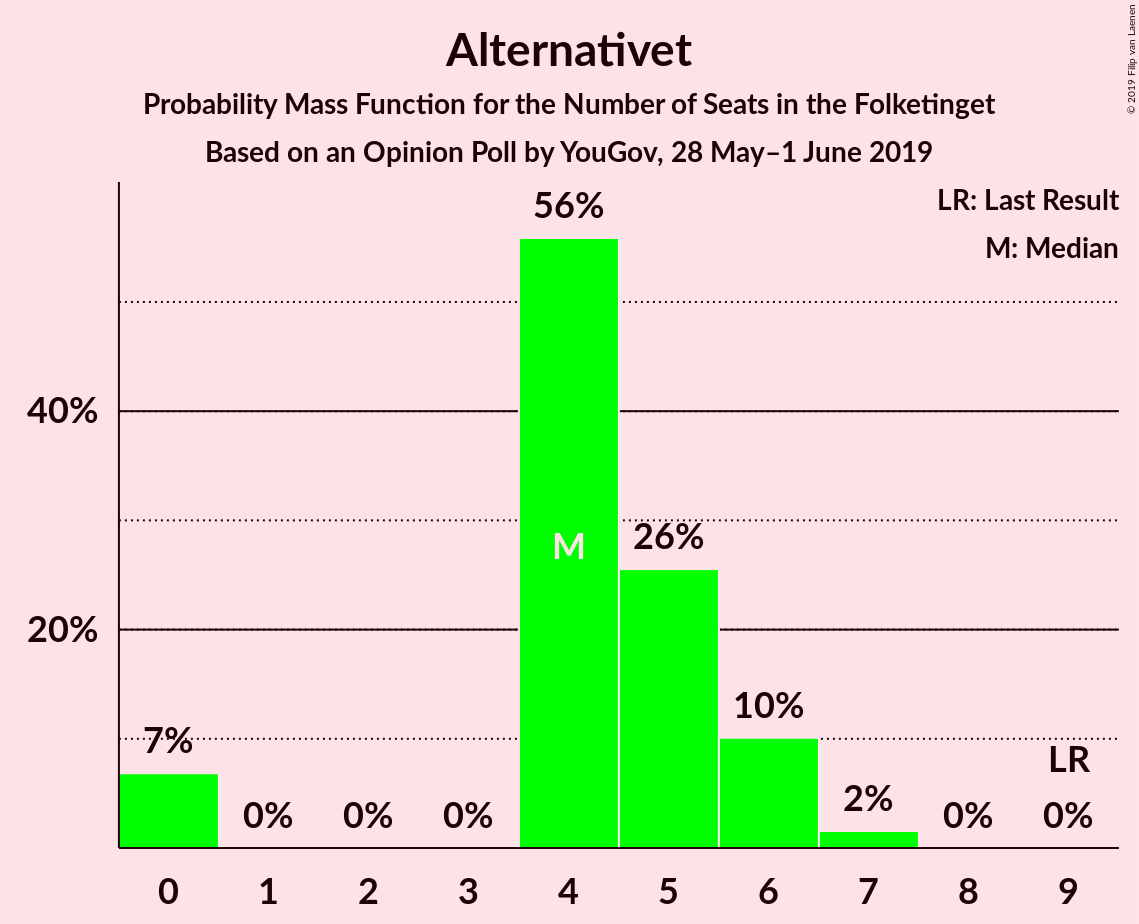 Alternativet
Probability Mass Function for the Number of Seats in the Folketinget
Based on an Opinion Poll by YouGov, 28 May–1 June 2019
© 2019 Filip van Laenen
LR: Last Result
M: Median
56%
40%
M
26%
20%
10%
7%
LR
2%
0%
0%
0%
0%
0%
0 1 2 3 4 5 6 7 8 9